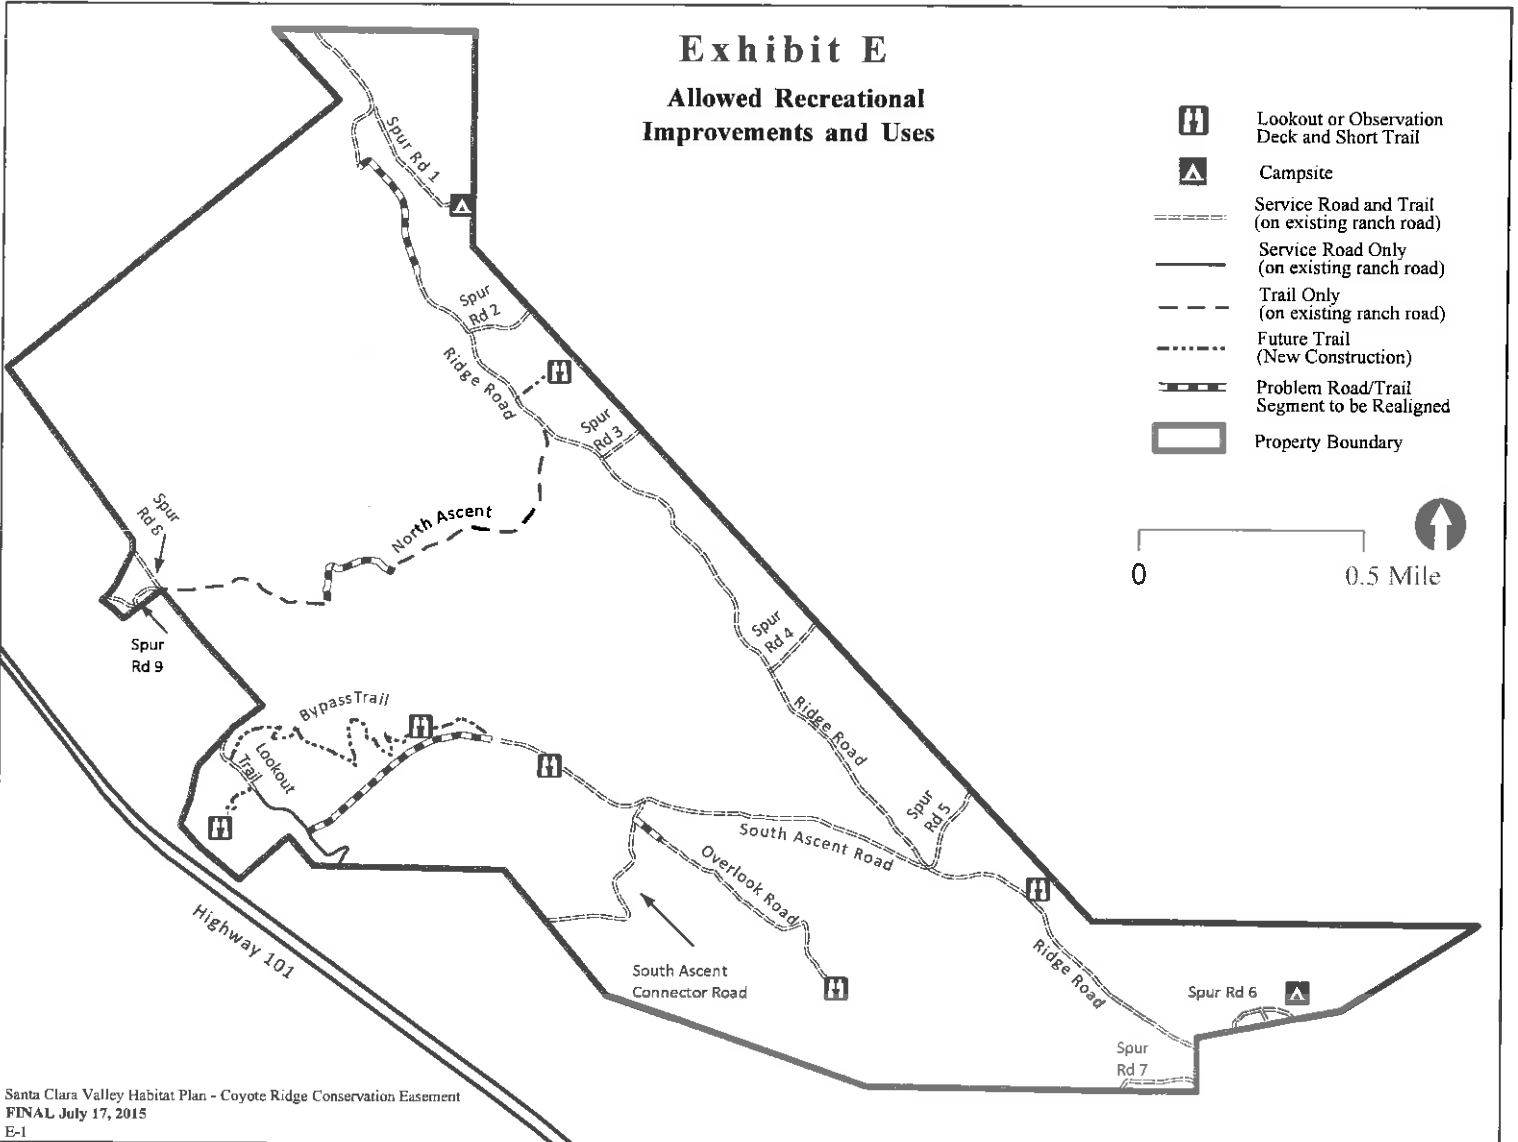 Exhibit E
Allowed Recreational
Improvements and Uses
Lookout or Observation
Deck and Short Trail
Campsite
Service Road and Trail
(on existing ranch road)
Service Road Only
(on existing ranch road)
Trail Only
(on existing ranch road)
Future Trail
(New Construction)
Problem Road/Trail
Segment to be Realigned
Property Boundary
0
0.5 Mile
Spur Rd 1
Spur
Rd 2
Ridge Road
Spur
Rd 3
North Ascent
Spur
Rd 8
Spur
Rd 9
Spur
Rd 4
Ridge Road
Bypass Trail
Lookout
Trail
Spur
Rd 5
South Ascent Road
Overlook Road
Highway 101
South Ascent
Connector Road
Ridge Road
Spur Rd 6
Spur
Rd 7
Santa Clara Valley Habitat Plan - Coyote Ridge Conservation Easement
FINAL July 17, 2015
E-1